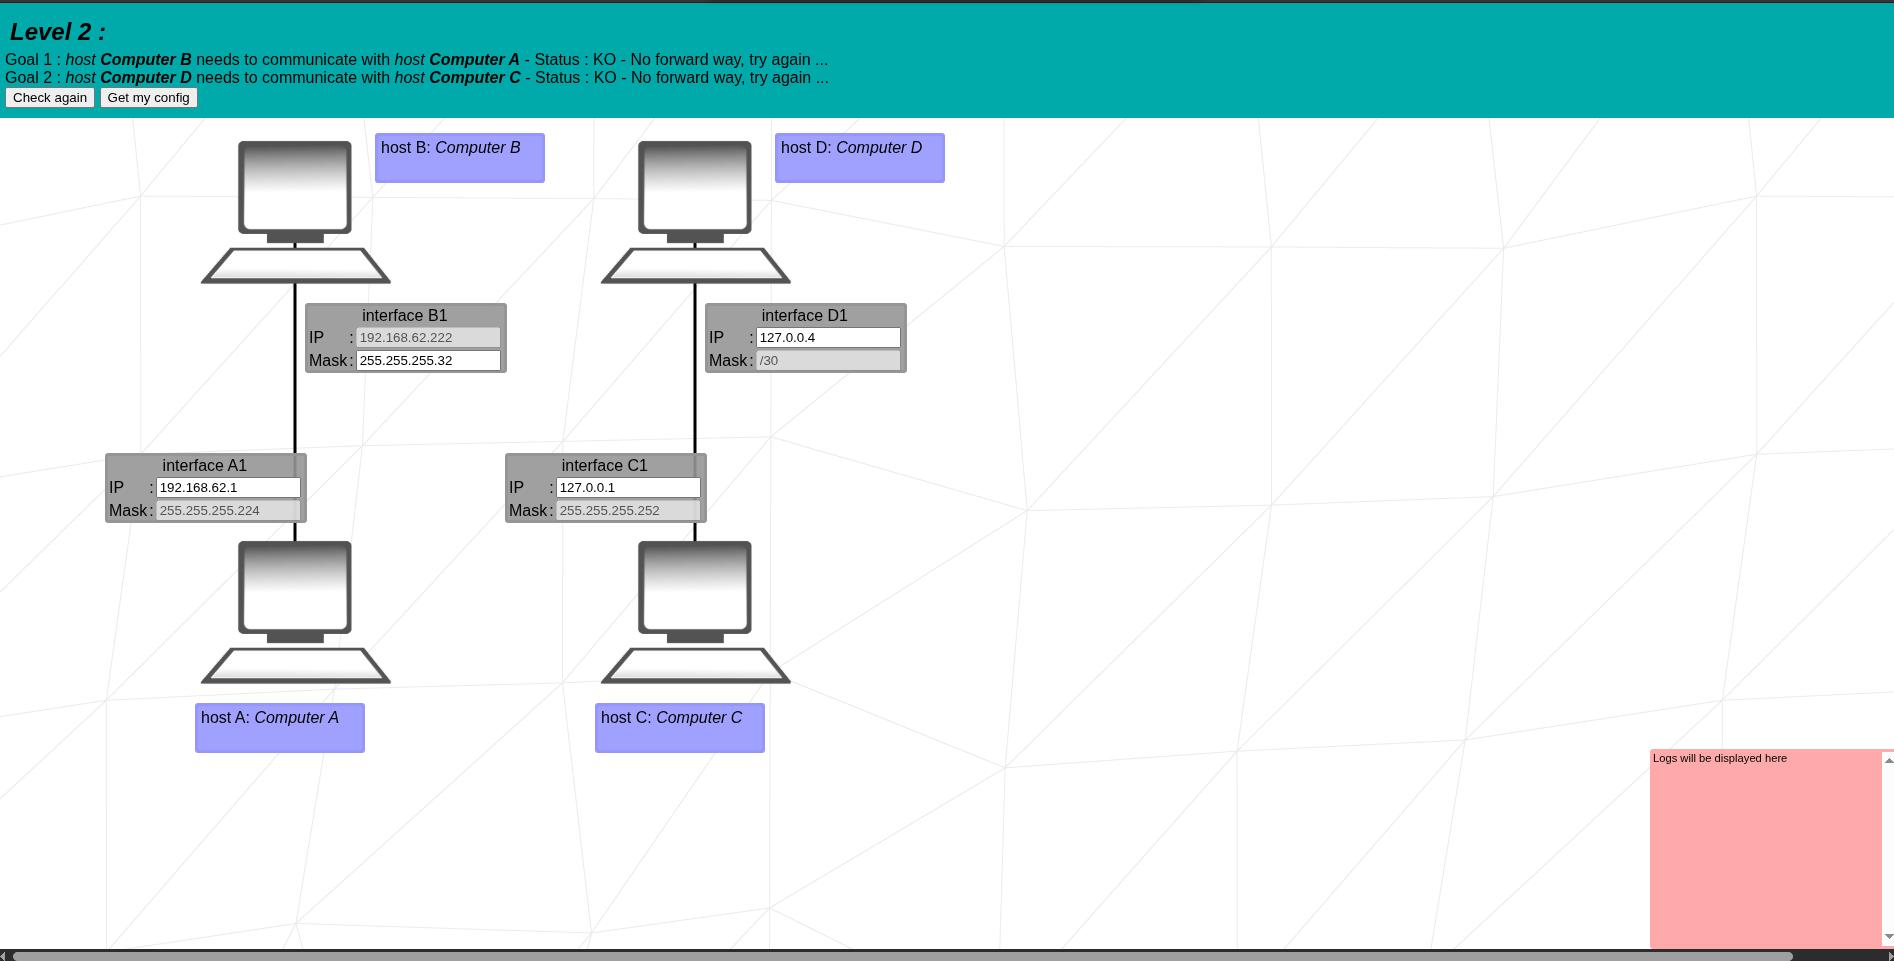 Level 2 :
Goal 1 : host Computer B needs to communicate with host Computer A - Status : KO - No forward way, try again ...
Goal 2 : host Computer D needs to communicate with host Computer C - Status : KO - No forward way, try again ...
Check again Get my config
host B: Computer B
host D: Computer D
interface B1
IP : 192.168.62.222
Mask : 255.255.255.32
interface D1
IP : 127.0.0.4
Mask : /30
interface A1
IP : 192.168.62.1
Mask : 255.255.255.224
interface C1
IP : 127.0.0.1
Mask : 255.255.255.252
host A: Computer A
host C: Computer C
Logs will be displayed here